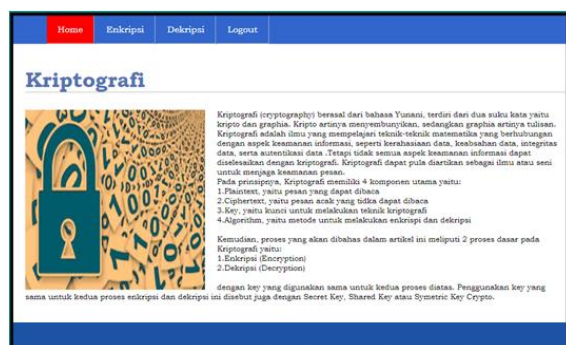 Home Enkripsi Dekripsi Logout
Kriptografi
Kriptografi (cryptography) berasal dari bahasa Yunani, terdiri dari dua suku kata yaitu
kripto dan graphia. Kripto artinya menyembunyikan, sedangkan graphia artinya tulisan.
Kriptografi adalah ilmu yang mempelajari teknik-teknik matematika yang berhubungan
dengan aspek keamanan informasi, seperti kerahasiaan data, keabsahan data, integritas
data, serta autentikasi data .Tetapi tidak semua aspek keamanan informasi dapat
diselesaikan dengan kriptografi. Kriptografi dapat pula diartikan sebagai ilmu atau seni
untuk menjaga keamanan pesan.
Pada prinsipnya, Kriptografi memiliki 4 komponen utama yaitu:
1.Plaintext, yaitu pesan yang dapat dibaca
2.Ciphertext, yaitu pesan acak yang tidka dapat dibaca
3.Key, yaitu kunci untuk melakukan teknik kriptografi
4.Algorithm, yaitu metode untuk melakukan enkrispi dan dekripsi
Kemudian, proses yang akan dibahas dalam artikel ini meliputi 2 proses dasar pada
Kriptografi yaitu:
1.Enkripsi (Encryption)
2.Dekripsi (Decryption)
dengan key yang digunakan sama untuk kedua proses diatas. Penggunakan key yang
sama untuk kedua proses enkripsi dan dekripsi ini disebut juga dengan Secret Key, Shared Key atau Symetric Key Crypto.